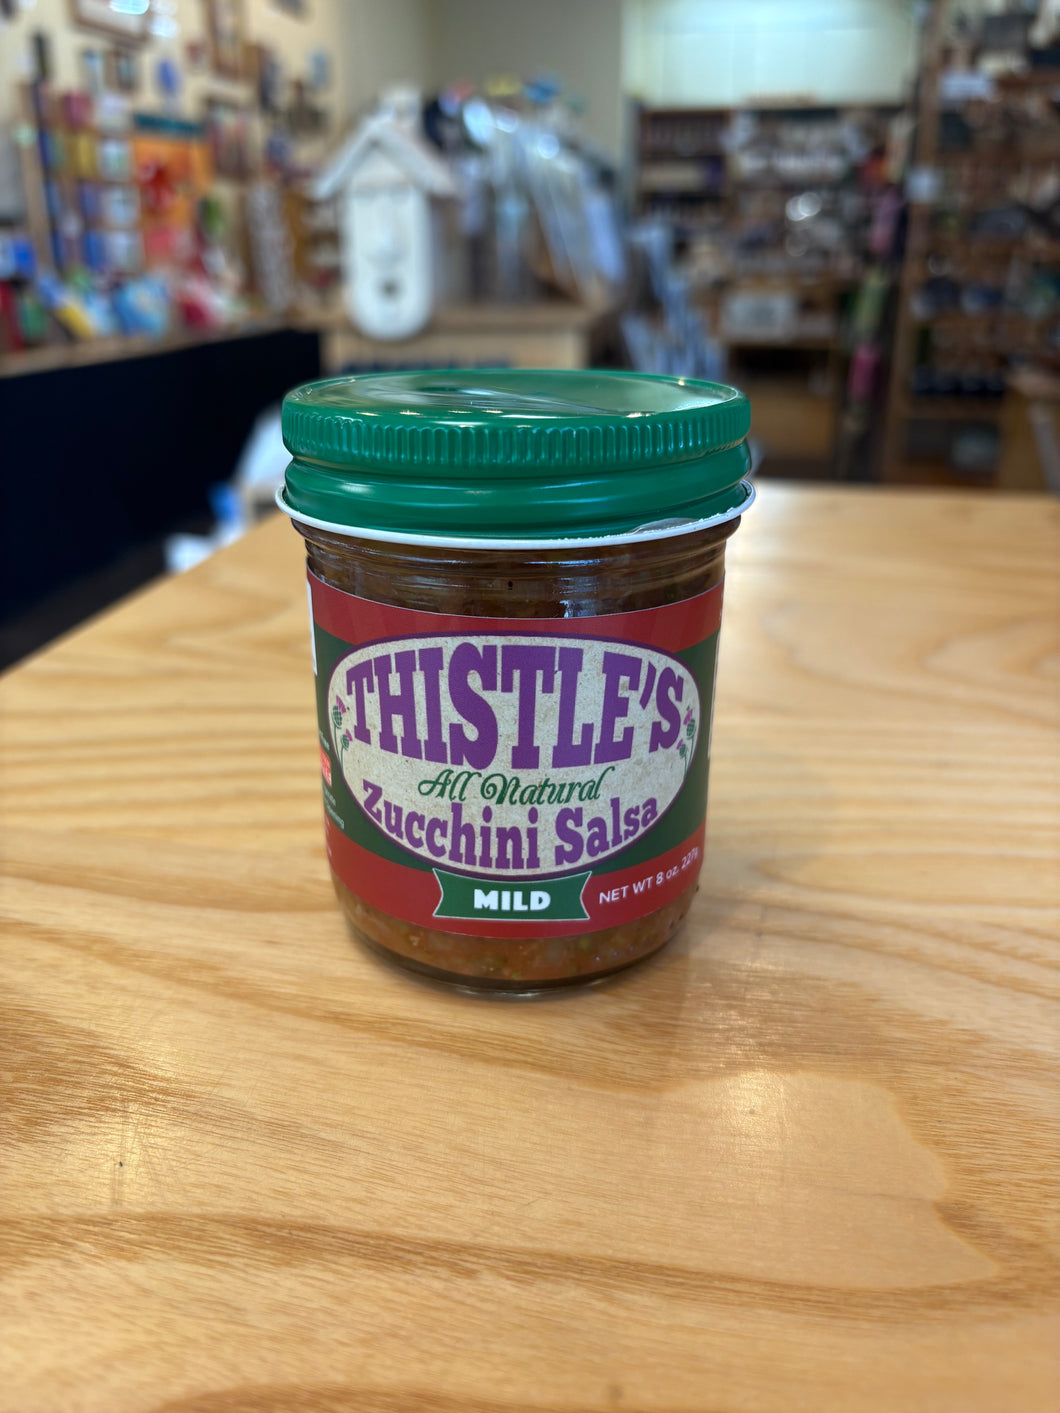 THISTLE'S
All Natural
Zucchini Salsa
MILD
NET WT 8 oz. 227g